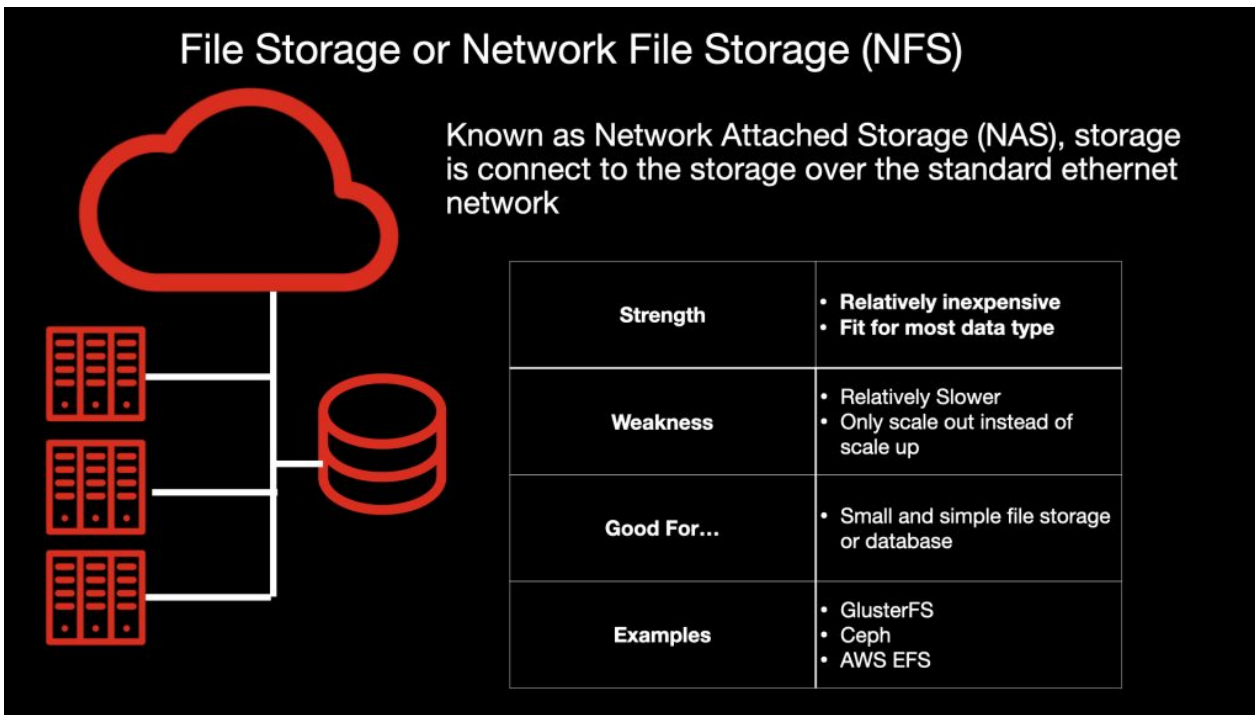 File Storage or Network File Storage (NFS)
Known as Network Attached Storage (NAS), storage
is connect to the storage over the standard ethernet
network
Strength
• Relatively inexpensive
• Fit for most data type
Weakness
• Relatively Slower
• Only scale out instead of
scale up
Good For...
• Small and simple file storage
or database
Examples
• GlusterFS
• Ceph
• AWS EFS